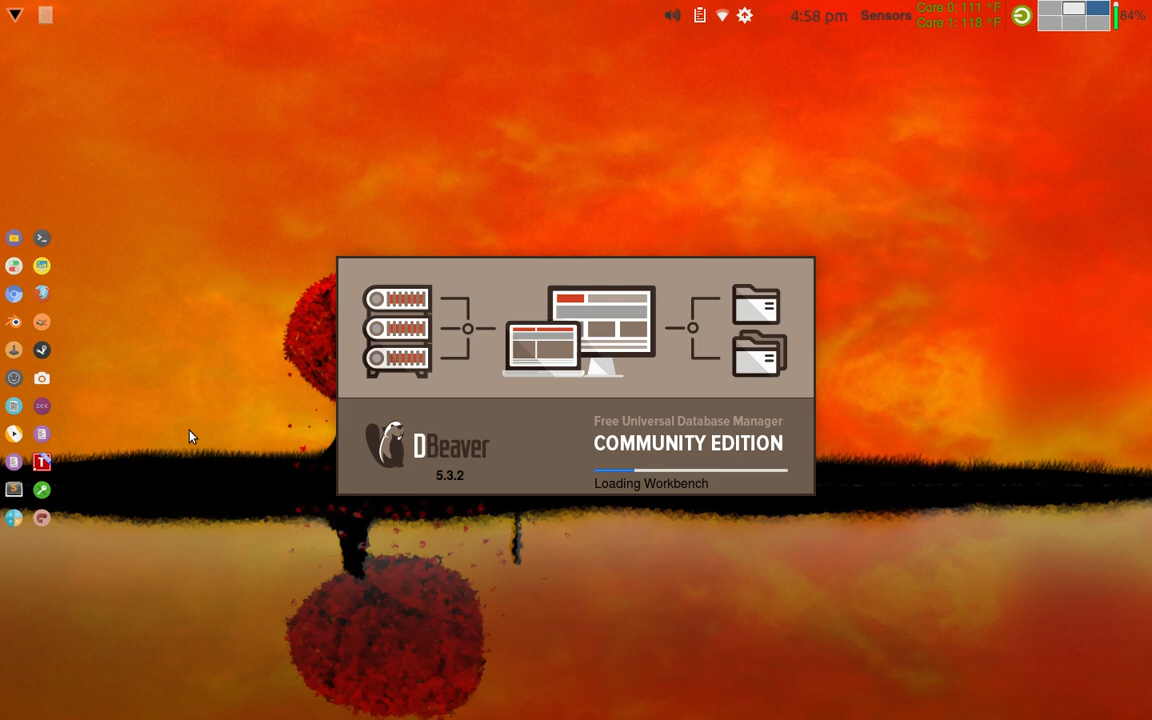 4:58 pm
Sensors
Core 0: 111 °F
Core 1: 118 °F
84%
Free Universal Database Manager
COMMUNITY EDITION
DBeaver
5.3.2
Loading Workbench